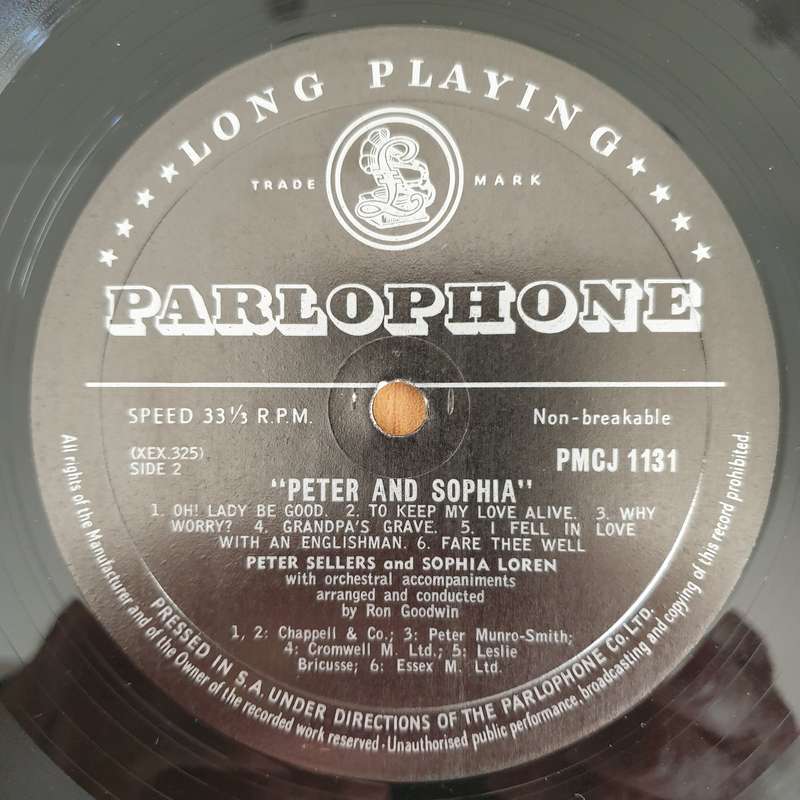 LONG PLAYING
TRADE MARK
£
PARLOPHONE
SPEED 33⅓ R.P.M.
Non-breakable
(XEX.325)
SIDE 2
PMCJ 1131
"PETER AND SOPHIA"
1. OH! LADY BE GOOD. 2. TO KEEP MY LOVE ALIVE. 3. WHY
WORRY? 4. GRANDPA'S GRAVE. 5. I FELL IN LOVE
WITH AN ENGLISHMAN. 6. FARE THEE WELL
PETER SELLERS and SOPHIA LOREN
with orchestral accompaniments
arranged and conducted
by Ron Goodwin
1, 2: Chappell & Co.; 3: Peter Munro-Smith;
4: Cromwell M. Ltd.; 5: Leslie
Bricusse; 6: Essex M. Ltd.
PRESSED IN S.A. UNDER DIRECTIONS OF THE PARLOPHONE Co. LTD.
All rights of the Manufacturer and of the Owner of the recorded work reserved · Unauthorised public performance, broadcasting and copying of this record prohibited.